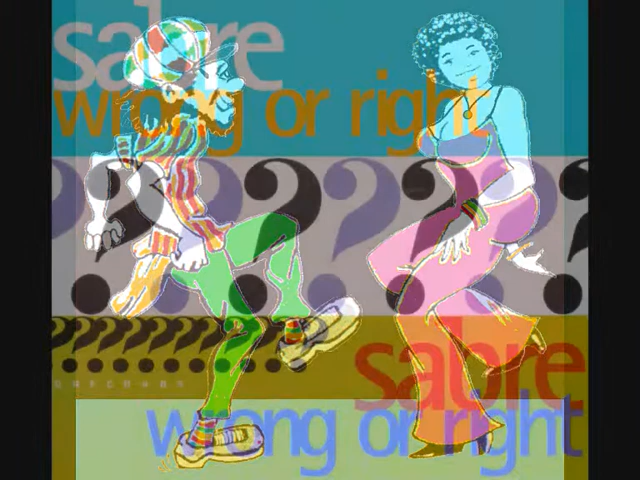 sabre
wrong or right
? ? ? ? ? ? ?
????????????
sabre
wrong or right